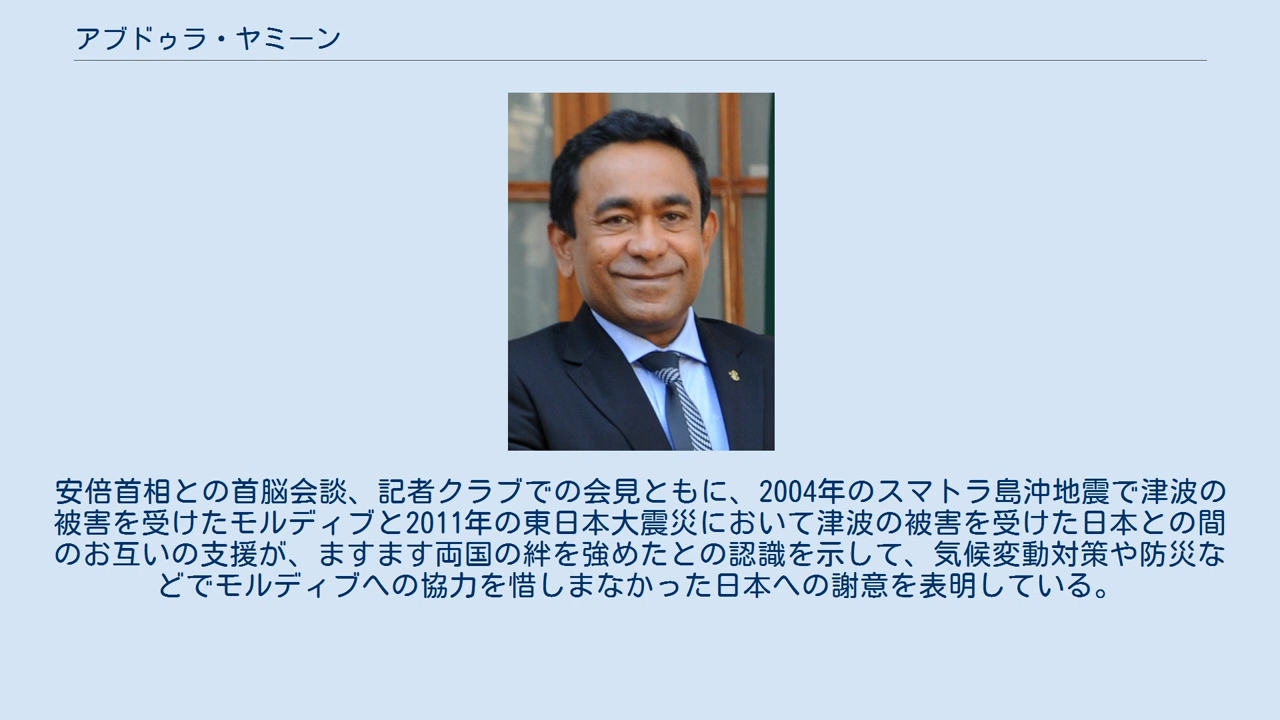 アブドゥラ・ヤミーン
安倍首相との首脳会談、記者クラブでの会見ともに、2004年のスマトラ島沖地震で津波の
被害を受けたモルディブと2011年の東日本大震災において津波の被害を受けた日本との間
のお互いの支援が、ますます両国の絆を強めたとの認識を示して、気候変動対策や防災な
どでモルディブへの協力を惜しまなかった日本への謝意を表明している。